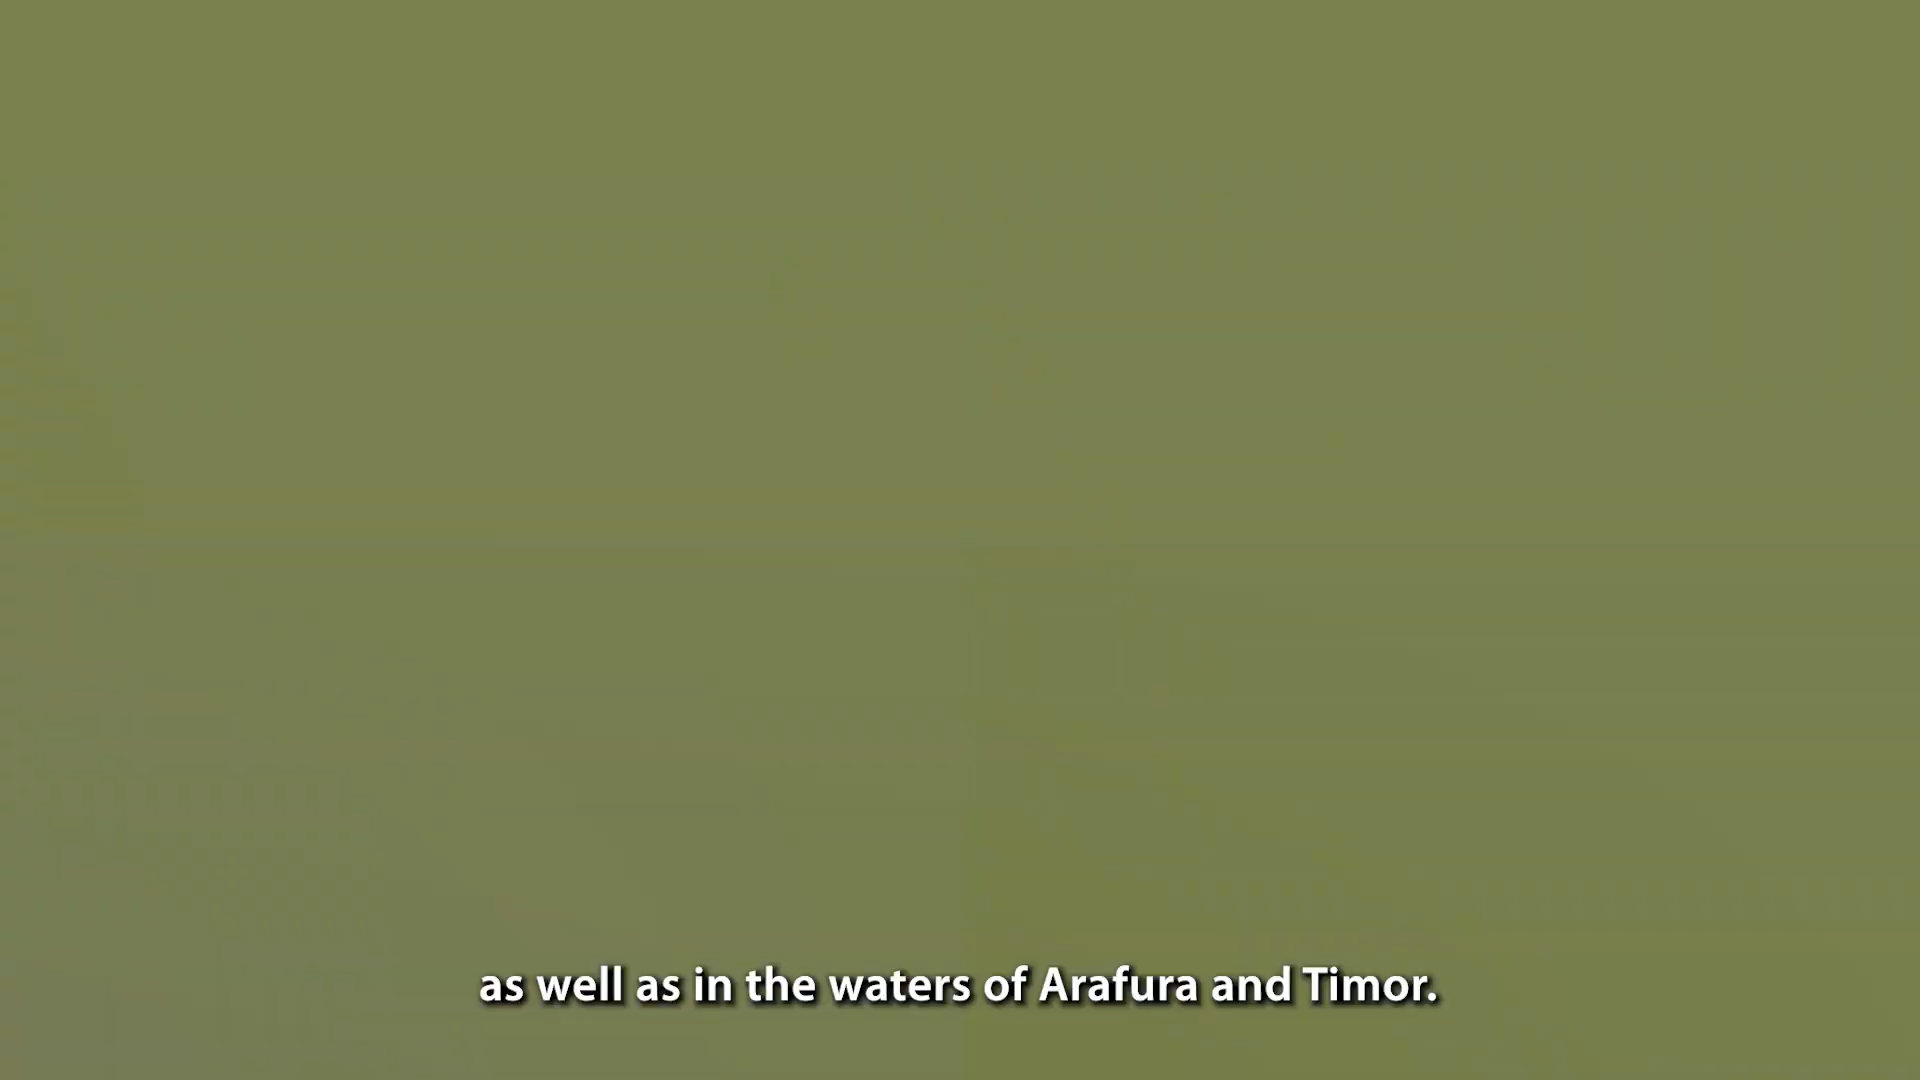 as well as in the waters of Arafura and Timor.